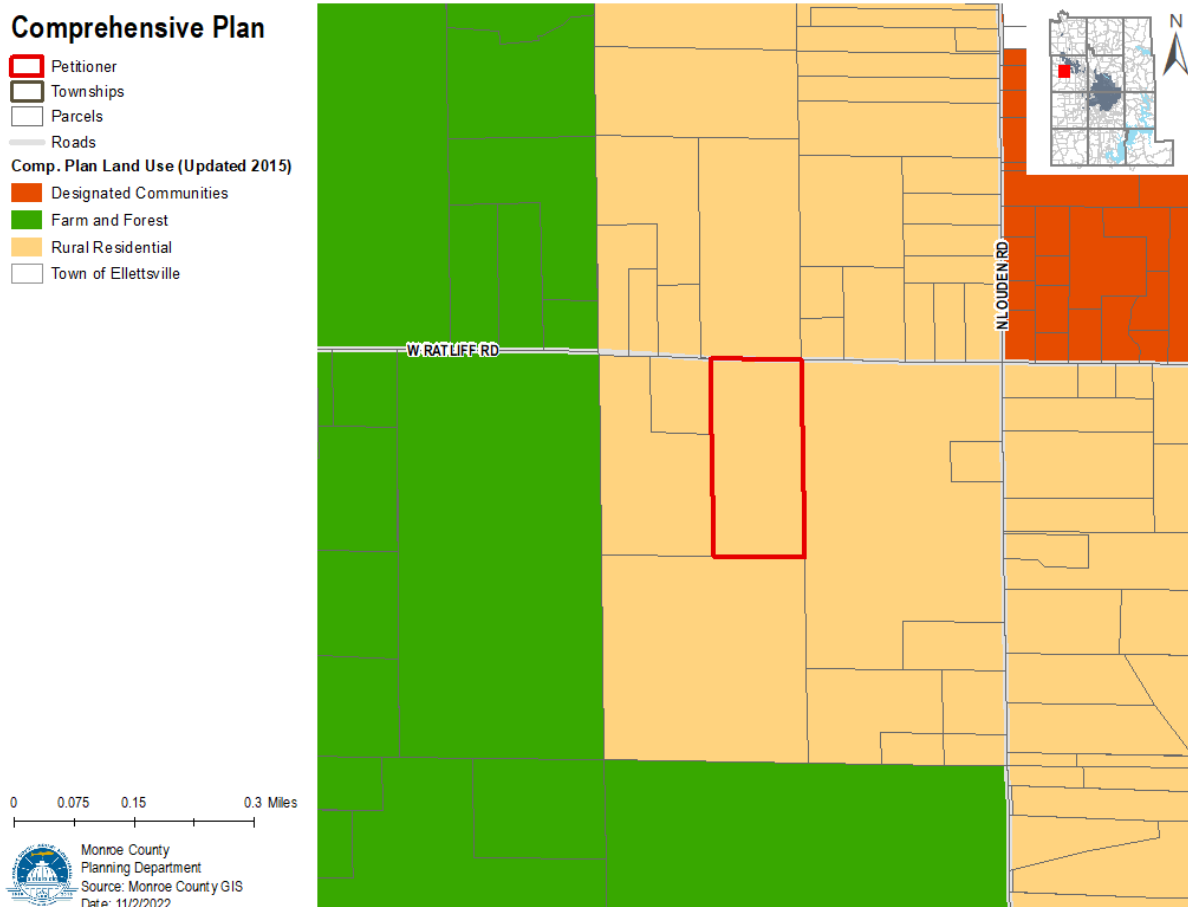 Comprehensive Plan
Petitioner
Townships
Parcels
Roads
Comp. Plan Land Use (Updated 2015)
Designated Communities
Farm and Forest
Rural Residential
Town of Ellettsville
0 0.075 0.15 0.3 Miles
Monroe County
Planning Department
Source: Monroe County GIS
Date: 11/2/2022
W RATLIFF RD
N LOUDEN RD
N